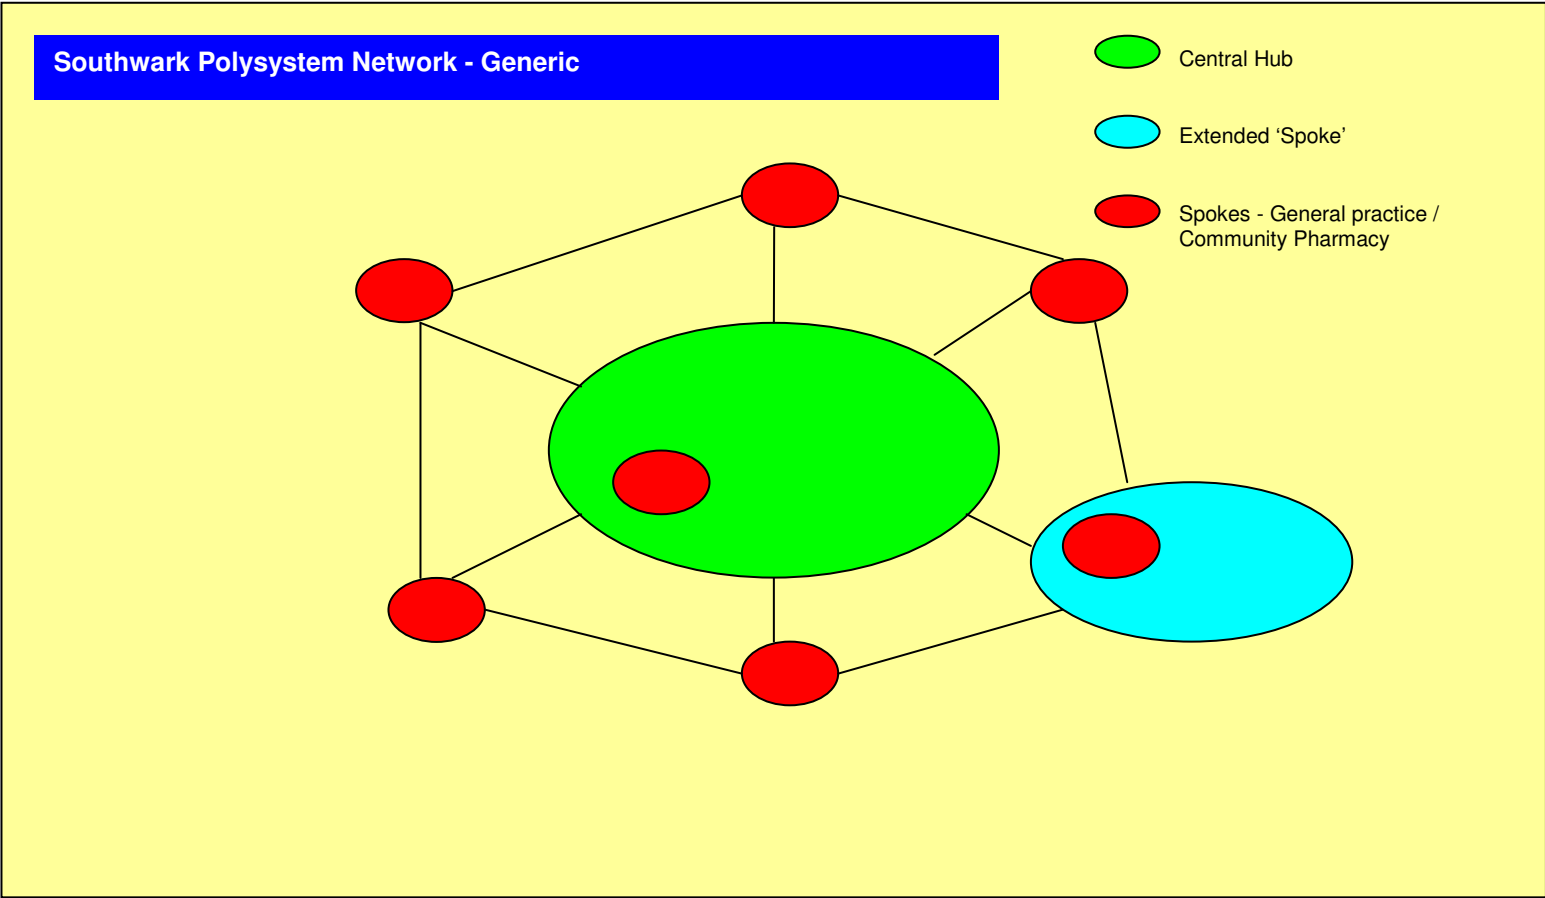 Southwark Polysystem Network - Generic
Central Hub
Extended ‘Spoke’
Spokes - General practice /
Community Pharmacy